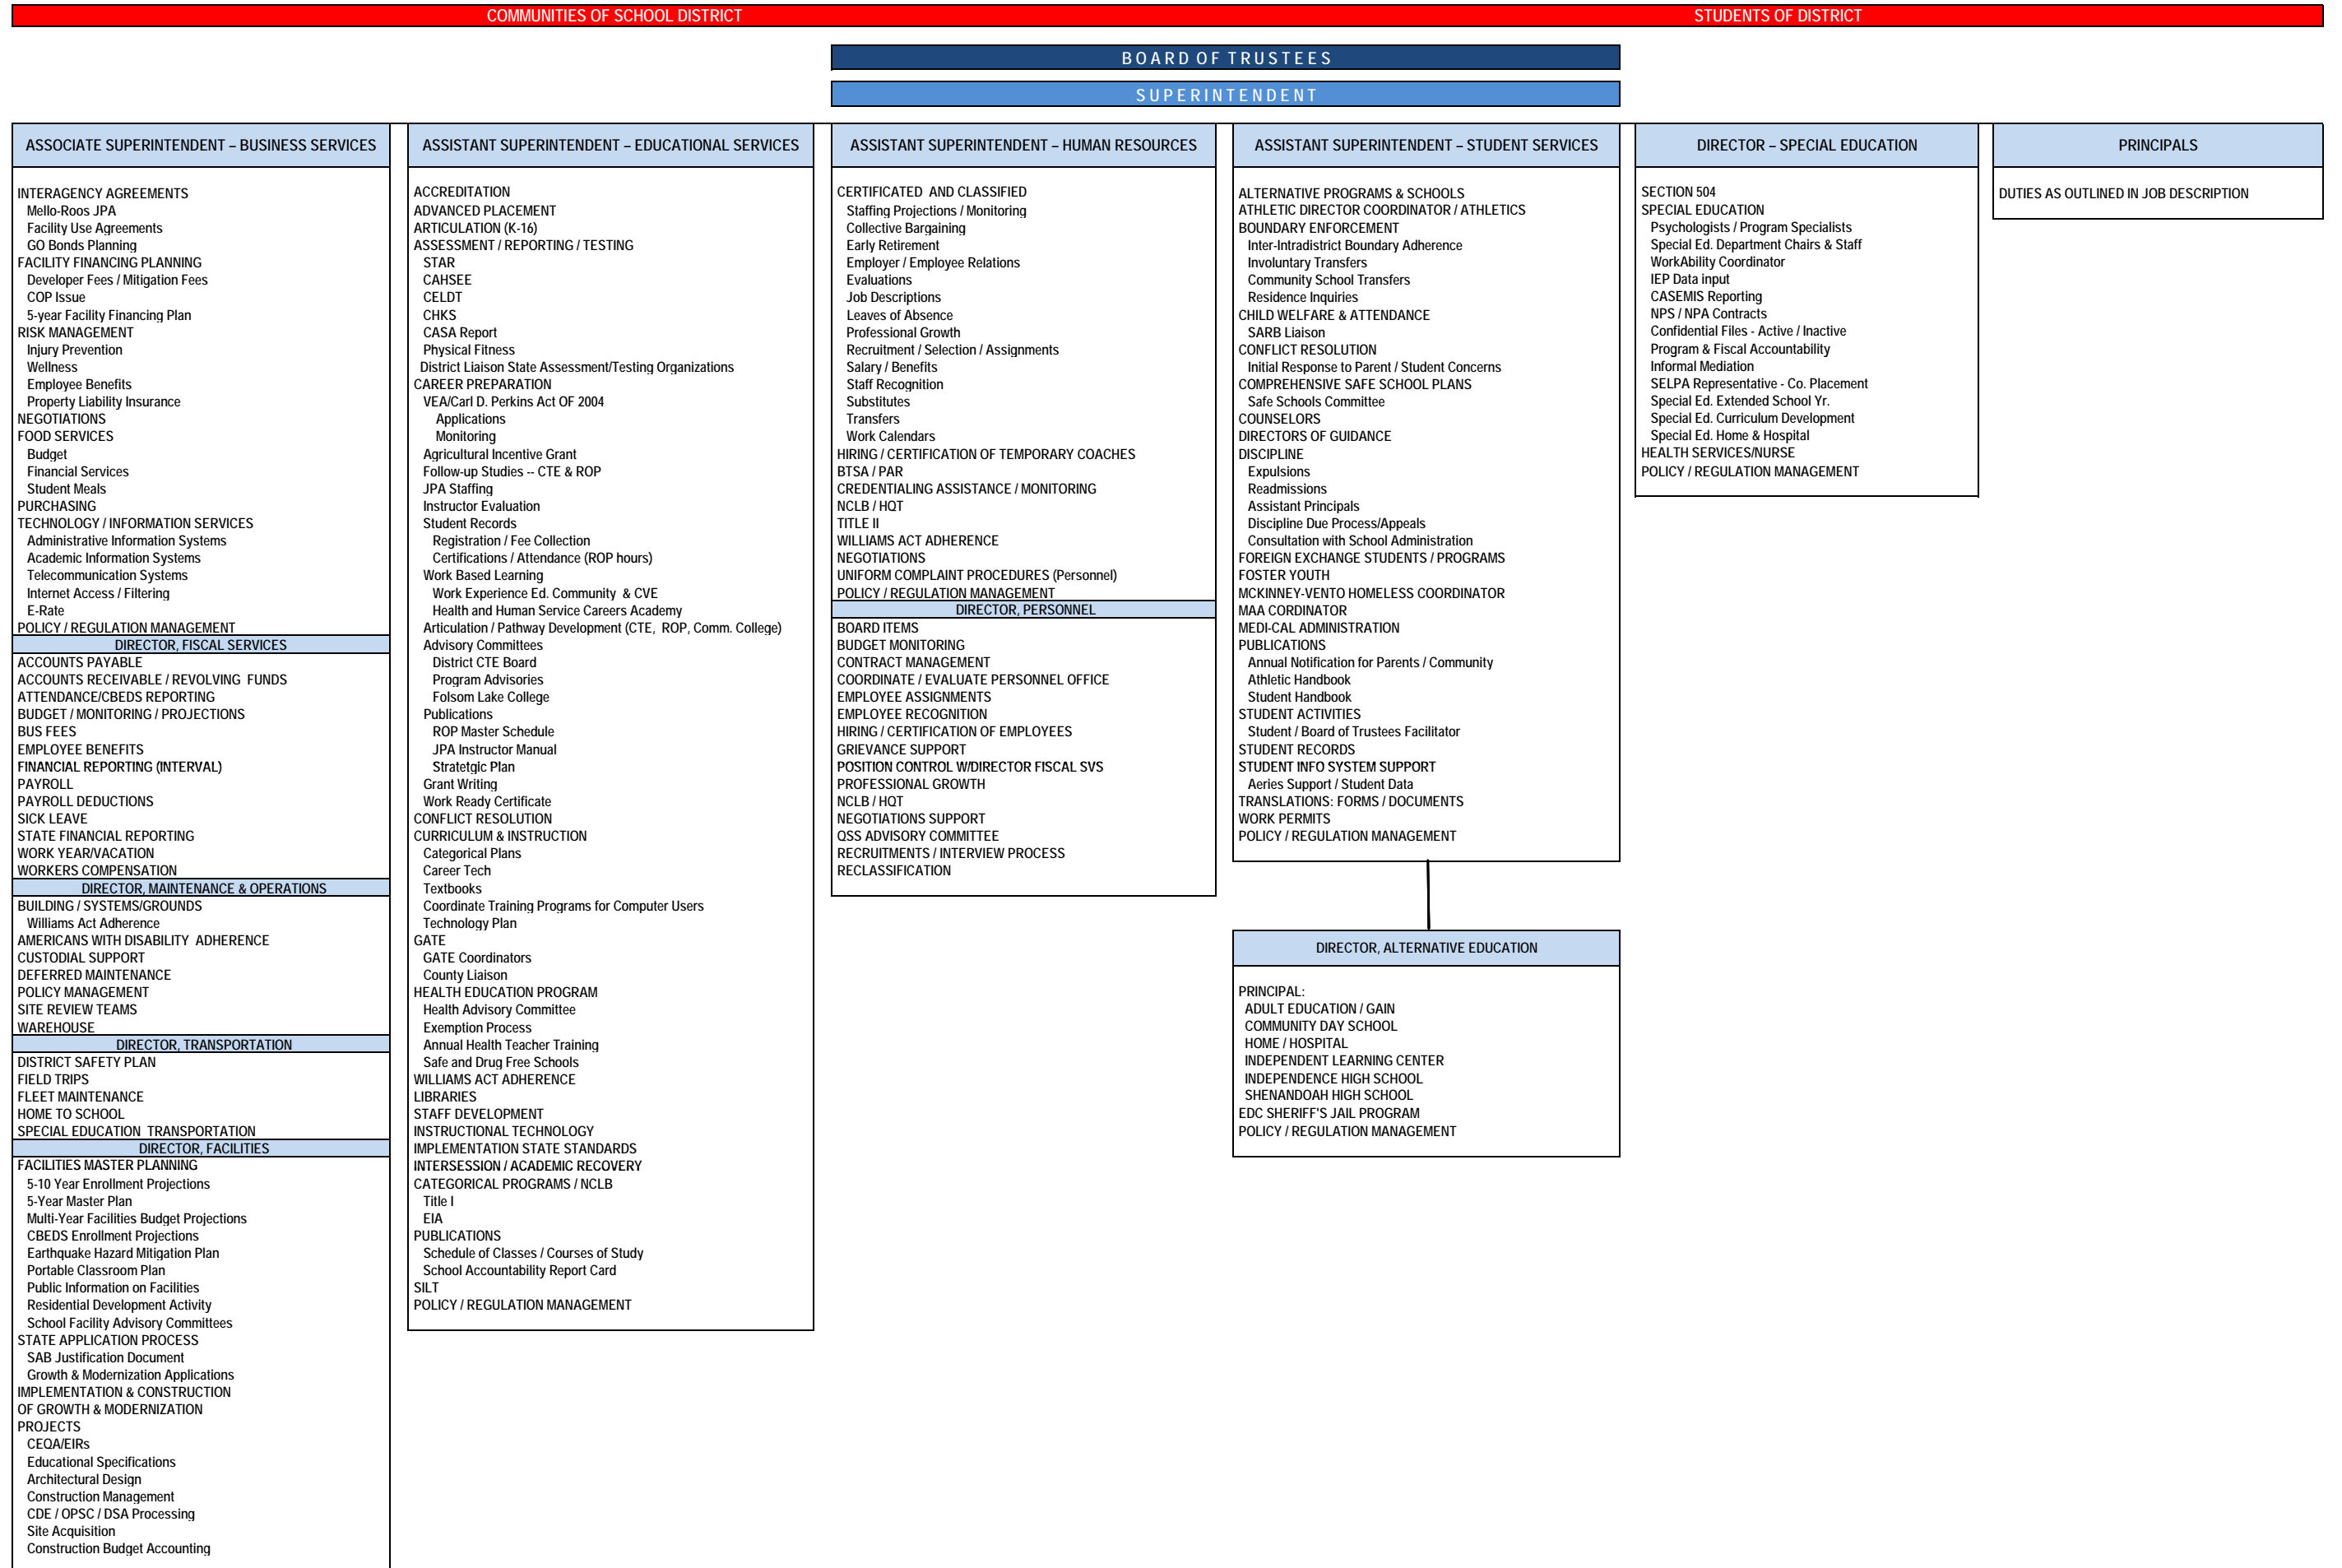 COMMUNITIES OF SCHOOL DISTRICT
STUDENTS OF DISTRICT
BOARD OF TRUSTEES
SUPERINTENDENT
ASSOCIATE SUPERINTENDENT – BUSINESS SERVICES
INTERAGENCY AGREEMENTS
Mello-Roos JPA
Facility Use Agreements
GO Bonds Planning
FACILITY FINANCING PLANNING
Developer Fees / Mitigation Fees
COP Issue
5-year Facility Financing Plan
RISK MANAGEMENT
Injury Prevention
Wellness
Employee Benefits
Property Liability Insurance
NEGOTIATIONS
FOOD SERVICES
Budget
Financial Services
Student Meals
PURCHASING
TECHNOLOGY / INFORMATION SERVICES
Administrative Information Systems
Academic Information Systems
Telecommunication Systems
Internet Access / Filtering
E-Rate
POLICY / REGULATION MANAGEMENT
DIRECTOR, FISCAL SERVICES
ACCOUNTS PAYABLE
ACCOUNTS RECEIVABLE / REVOLVING FUNDS
ATTENDANCE/CBEDS REPORTING
BUDGET / MONITORING / PROJECTIONS
BUS FEES
EMPLOYEE BENEFITS
FINANCIAL REPORTING (INTERVAL)
PAYROLL
PAYROLL DEDUCTIONS
SICK LEAVE
STATE FINANCIAL REPORTING
WORK YEAR/VACATION
WORKERS COMPENSATION
DIRECTOR, MAINTENANCE & OPERATIONS
BUILDING / SYSTEMS/GROUNDS
Williams Act Adherence
AMERICANS WITH DISABILITY ADHERENCE
CUSTODIAL SUPPORT
DEFERRED MAINTENANCE
POLICY MANAGEMENT
SITE REVIEW TEAMS
WAREHOUSE
DIRECTOR, TRANSPORTATION
DISTRICT SAFETY PLAN
FIELD TRIPS
FLEET MAINTENANCE
HOME TO SCHOOL
SPECIAL EDUCATION TRANSPORTATION
DIRECTOR, FACILITIES
FACILITIES MASTER PLANNING
5-10 Year Enrollment Projections
5-Year Master Plan
Multi-Year Facilities Budget Projections
CBEDS Enrollment Projections
Earthquake Hazard Mitigation Plan
Portable Classroom Plan
Public Information on Facilities
Residential Development Activity
School Facility Advisory Committees
STATE APPLICATION PROCESS
SAB Justification Document
Growth & Modernization Applications
IMPLEMENTATION & CONSTRUCTION
OF GROWTH & MODERNIZATION
PROJECTS
CEQA/EIRs
Educational Specifications
Architectural Design
Construction Management
CDE / OPSC / DSA Processing
Site Acquisition
Construction Budget Accounting
ASSISTANT SUPERINTENDENT – EDUCATIONAL SERVICES
ACCREDITATION
ADVANCED PLACEMENT
ARTICULATION (K-16)
ASSESSMENT / REPORTING / TESTING
STAR
CAHSEE
CELDT
CHKS
CASA Report
Physical Fitness
District Liaison State Assessment/Testing Organizations
CAREER PREPARATION
VEA/Carl D. Perkins Act OF 2004
Applications
Monitoring
Agricultural Incentive Grant
Follow-up Studies -- CTE & ROP
JPA Staffing
Instructor Evaluation
Student Records
Registration / Fee Collection
Certifications / Attendance (ROP hours)
Work Based Learning
Work Experience Ed. Community & CVE
Health and Human Service Careers Academy
Articulation / Pathway Development (CTE, ROP, Comm. College)
Advisory Committees
District CTE Board
Program Advisories
Folsom Lake College
Publications
ROP Master Schedule
JPA Instructor Manual
Stratetgic Plan
Grant Writing
Work Ready Certificate
CONFLICT RESOLUTION
CURRICULUM & INSTRUCTION
Categorical Plans
Career Tech
Textbooks
Coordinate Training Programs for Computer Users
Technology Plan
GATE
GATE Coordinators
County Liaison
HEALTH EDUCATION PROGRAM
Health Advisory Committee
Exemption Process
Annual Health Teacher Training
Safe and Drug Free Schools
WILLIAMS ACT ADHERENCE
LIBRARIES
STAFF DEVELOPMENT
INSTRUCTIONAL TECHNOLOGY
IMPLEMENTATION STATE STANDARDS
INTERSESSION / ACADEMIC RECOVERY
CATEGORICAL PROGRAMS / NCLB
Title I
EIA
PUBLICATIONS
Schedule of Classes / Courses of Study
School Accountability Report Card
SILT
POLICY / REGULATION MANAGEMENT
ASSISTANT SUPERINTENDENT – HUMAN RESOURCES
CERTIFICATED AND CLASSIFIED
Staffing Projections / Monitoring
Collective Bargaining
Early Retirement
Employer / Employee Relations
Evaluations
Job Descriptions
Leaves of Absence
Professional Growth
Recruitment / Selection / Assignments
Salary / Benefits
Staff Recognition
Substitutes
Transfers
Work Calendars
HIRING / CERTIFICATION OF TEMPORARY COACHES
BTSA / PAR
CREDENTIALING ASSISTANCE / MONITORING
NCLB / HQT
TITLE II
WILLIAMS ACT ADHERENCE
NEGOTIATIONS
UNIFORM COMPLAINT PROCEDURES (Personnel)
POLICY / REGULATION MANAGEMENT
DIRECTOR, PERSONNEL
BOARD ITEMS
BUDGET MONITORING
CONTRACT MANAGEMENT
COORDINATE / EVALUATE PERSONNEL OFFICE
EMPLOYEE ASSIGNMENTS
EMPLOYEE RECOGNITION
HIRING / CERTIFICATION OF EMPLOYEES
GRIEVANCE SUPPORT
POSITION CONTROL W/DIRECTOR FISCAL SVS
PROFESSIONAL GROWTH
NCLB / HQT
NEGOTIATIONS SUPPORT
QSS ADVISORY COMMITTEE
RECRUITMENTS / INTERVIEW PROCESS
RECLASSIFICATION
ASSISTANT SUPERINTENDENT – STUDENT SERVICES
ALTERNATIVE PROGRAMS & SCHOOLS
ATHLETIC DIRECTOR COORDINATOR / ATHLETICS
BOUNDARY ENFORCEMENT
Inter-Intradistrict Boundary Adherence
Involuntary Transfers
Community School Transfers
Residence Inquiries
CHILD WELFARE & ATTENDANCE
SARB Liaison
CONFLICT RESOLUTION
Initial Response to Parent / Student Concerns
COMPREHENSIVE SAFE SCHOOL PLANS
Safe Schools Committee
COUNSELORS
DIRECTORS OF GUIDANCE
DISCIPLINE
Expulsions
Readmissions
Assistant Principals
Discipline Due Process/Appeals
Consultation with School Administration
FOREIGN EXCHANGE STUDENTS / PROGRAMS
FOSTER YOUTH
MCKINNEY-VENTO HOMELESS COORDINATOR
MAA CORDINATOR
MEDI-CAL ADMINISTRATION
PUBLICATIONS
Annual Notification for Parents / Community
Athletic Handbook
Student Handbook
STUDENT ACTIVITIES
Student / Board of Trustees Facilitator
STUDENT RECORDS
STUDENT INFO SYSTEM SUPPORT
Aeries Support / Student Data
TRANSLATIONS: FORMS / DOCUMENTS
WORK PERMITS
POLICY / REGULATION MANAGEMENT
DIRECTOR, ALTERNATIVE EDUCATION
PRINCIPAL:
ADULT EDUCATION / GAIN
COMMUNITY DAY SCHOOL
HOME / HOSPITAL
INDEPENDENT LEARNING CENTER
INDEPENDENCE HIGH SCHOOL
SHENANDOAH HIGH SCHOOL
EDC SHERIFF'S JAIL PROGRAM
POLICY / REGULATION MANAGEMENT
DIRECTOR – SPECIAL EDUCATION
SECTION 504
SPECIAL EDUCATION
Psychologists / Program Specialists
Special Ed. Department Chairs & Staff
WorkAbility Coordinator
IEP Data input
CASEMIS Reporting
NPS / NPA Contracts
Confidential Files - Active / Inactive
Program & Fiscal Accountability
Informal Mediation
SELPA Representative - Co. Placement
Special Ed. Extended School Yr.
Special Ed. Curriculum Development
Special Ed. Home & Hospital
HEALTH SERVICES/NURSE
POLICY / REGULATION MANAGEMENT
PRINCIPALS
DUTIES AS OUTLINED IN JOB DESCRIPTION